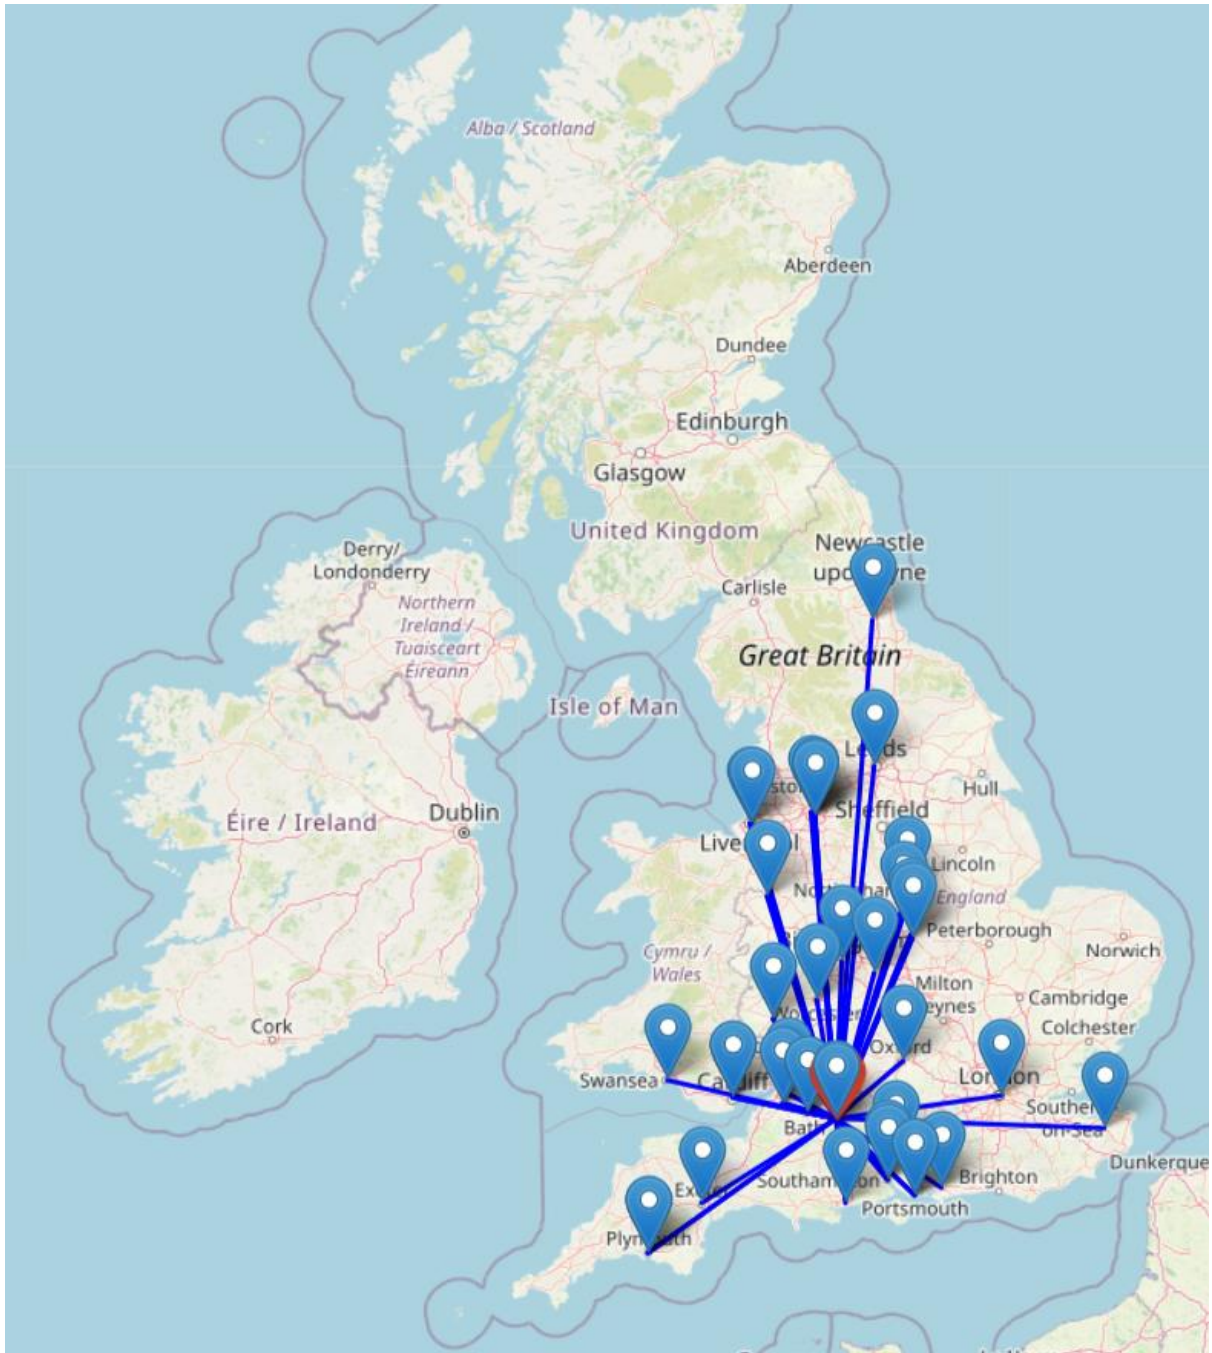 Alba / Scotland
Aberdeen
Dundee
Edinburgh
Glasgow
United Kingdom
Derry/
Londonderry
Northern
Ireland /
Tuaisceart
Éireann
Carlisle
Great Britain
Isle of Man
Éire / Ireland
Dublin
Cork
Hull
Sheffield
Lincoln
England
Peterborough
Norwich
Cymru /
Wales
Milton
Cambridge
Colchester
Swansea
Cardiff
Bath
Southampton
Portsmouth
Brighton
Dunkerque